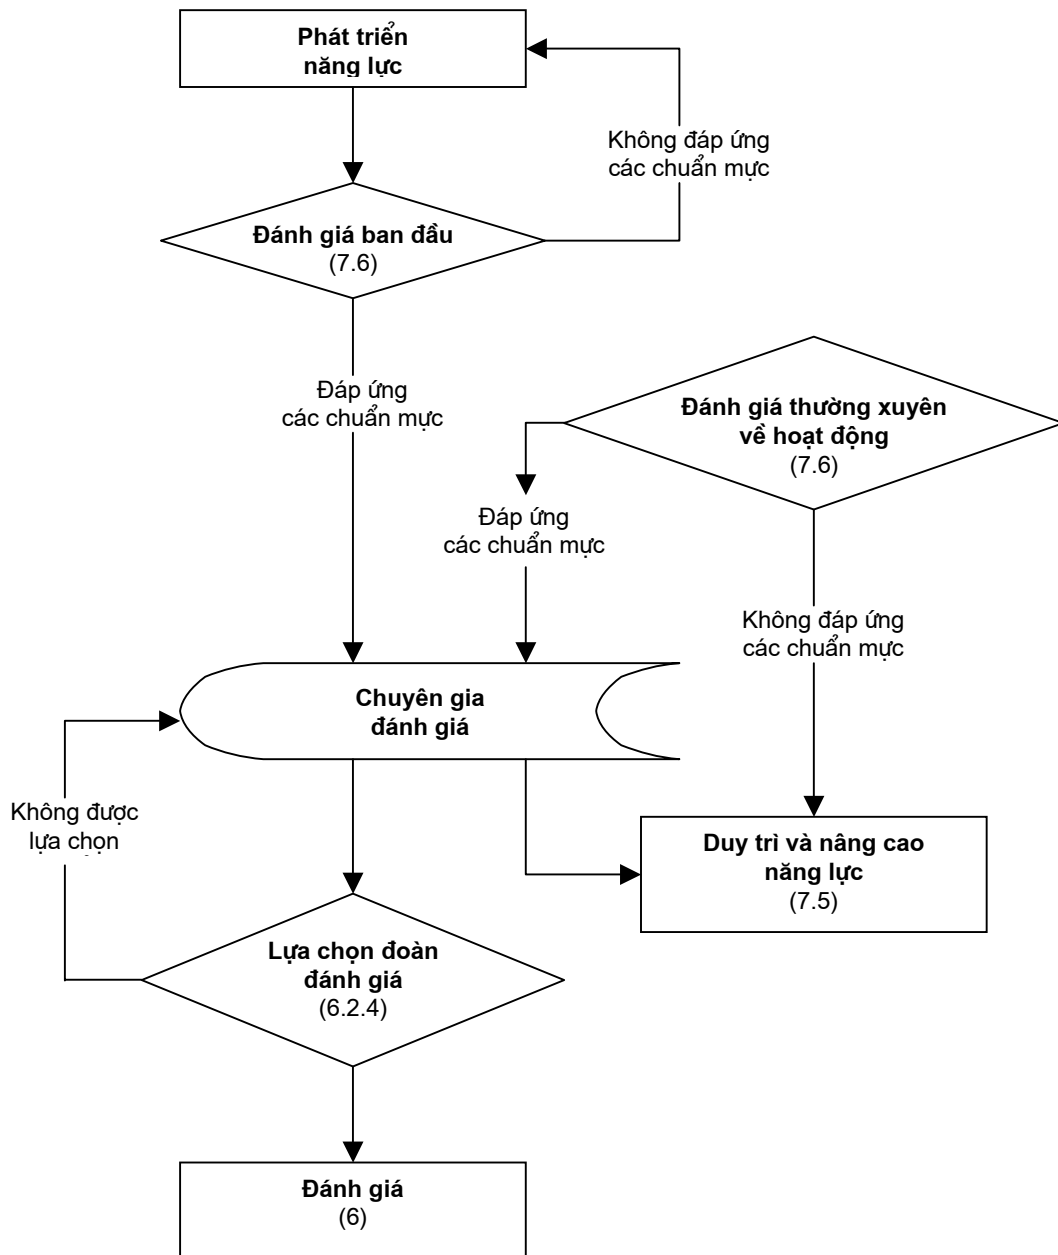 Phát triển
năng lực
Không đáp ứng
các chuẩn mực
Đánh giá ban đầu
(7.6)
Đáp ứng
các chuẩn mực
Đánh giá thường xuyên
về hoạt động
(7.6)
Đáp ứng
các chuẩn mực
Không đáp ứng
các chuẩn mực
Chuyên gia
đánh giá
Không được
lựa chọn
Duy trì và nâng cao
năng lực
(7.5)
Lựa chọn đoàn
đánh giá
(6.2.4)
Đánh giá
(6)